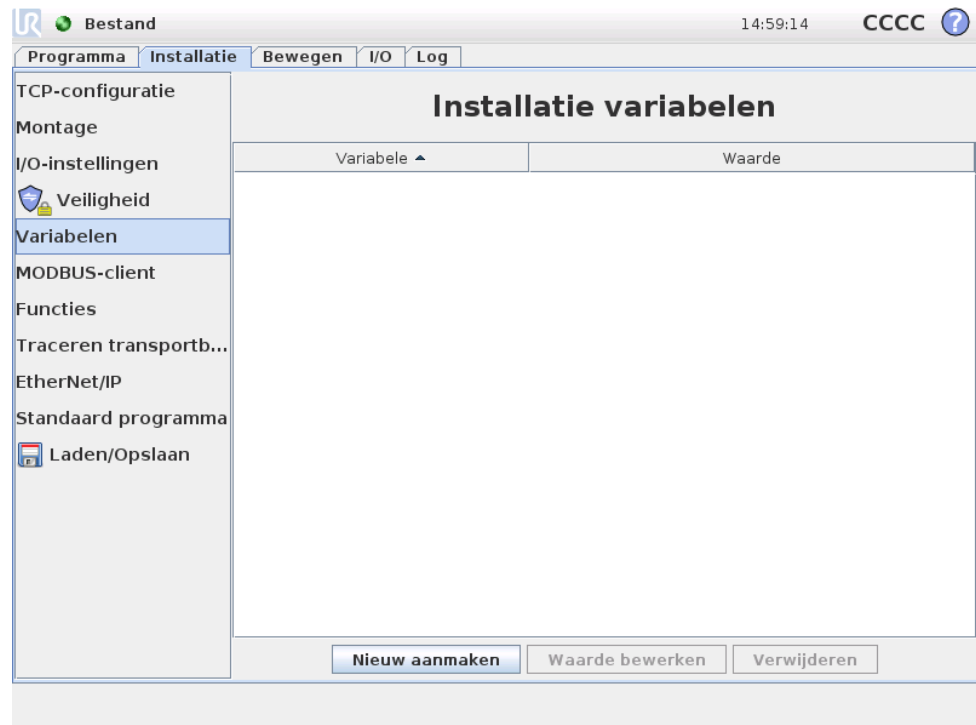 UR Bestand 14:59:14 CCCC ?
Programma Installatie Bewegen I/O Log
TCP-configuratie
Montage
I/O-instellingen
Veiligheid
Variabelen
MODBUS-client
Functies
Traceren transportb...
EtherNet/IP
Standaard programma
Laden/Opslaan
Installatie variabelen
Variabele Waarde
Nieuw aanmaken Waarde bewerken Verwijderen